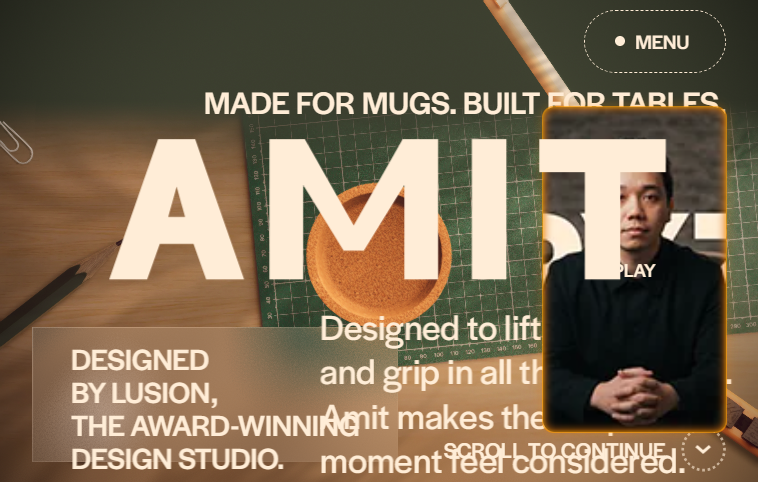 MENU
MADE FOR MUGS. BUILT FOR TABLES.
AMIT
PLAY
Designed to lift
and grip in all th
Amit makes the
moment feel considered.
DESIGNED
BY LUSION,
THE AWARD-WINNING
DESIGN STUDIO.
SCROLL TO CONTINUE